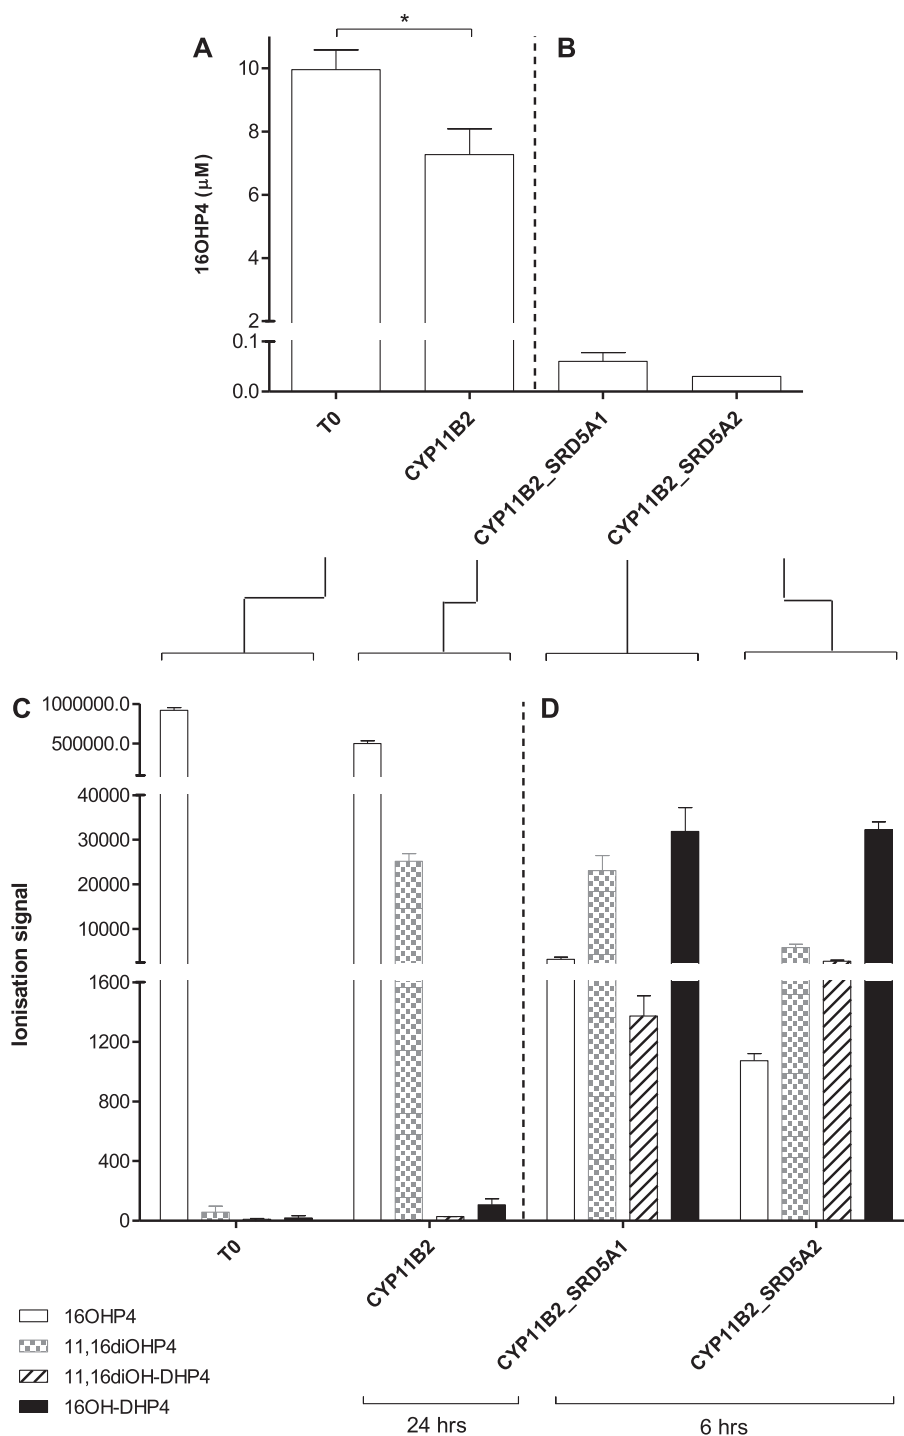 *
A
B
16OHP4 (μM)
10
8
6
4
2
0.1
0.0
T0
CYP11B2
CYP11B2_SRD5A1
CYP11B2_SRD5A2
C
D
Ionisation signal
1000000.0
500000.0
40000
30000
20000
10000
1600
1200
800
400
0
T0
CYP11B2
CYP11B2_SRD5A1
CYP11B2_SRD5A2
16OHP4
11,16diOHP4
11,16diOH-DHP4
16OH-DHP4
24 hrs
6 hrs